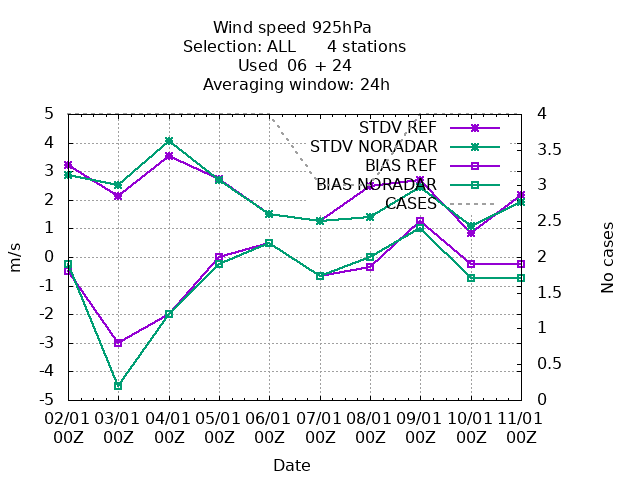 Wind speed 925hPa
Selection: ALL 4 stations
Used 06 + 24
Averaging window: 24h
5
4
3
2
1
0
-1
-2
-3
-4
-5
m/s
4
3.5
3
2.5
2
1.5
1
0.5
0
No cases
STDV REF
STDV NORADAR
BIAS REF
BIAS NORADAR
CASES
02/01 03/01 04/01 05/01 06/01 07/01 08/01 09/01 10/01 11/01
00Z 00Z 00Z 00Z 00Z 00Z 00Z 00Z 00Z 00Z
Date